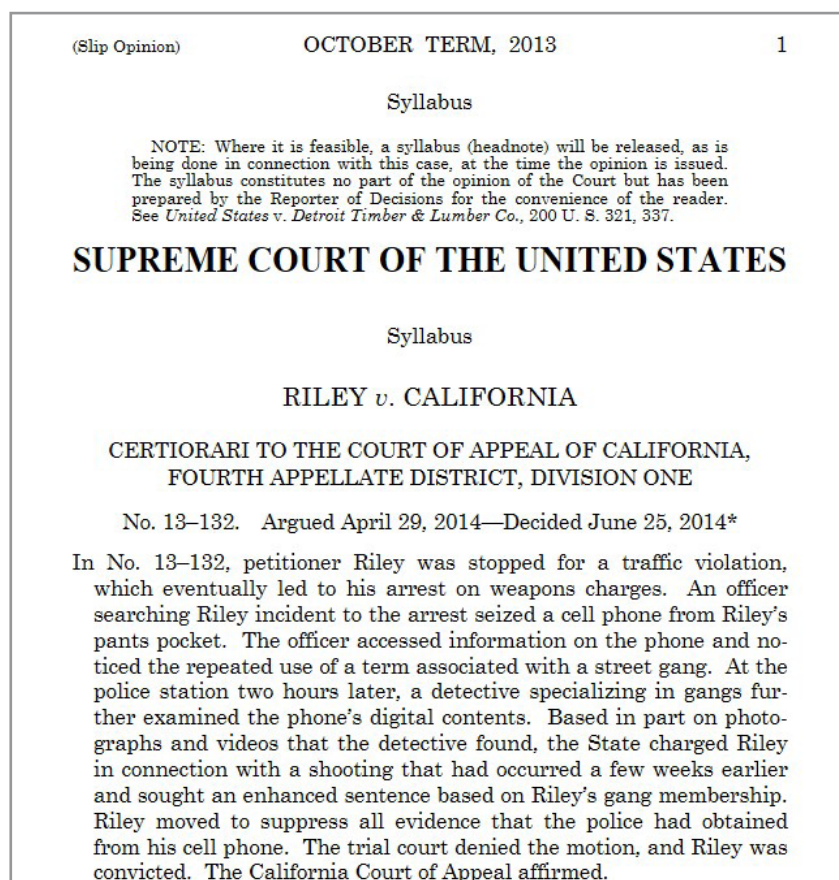 (Slip Opinion) OCTOBER TERM, 2013 1
Syllabus
NOTE: Where it is feasible, a syllabus (headnote) will be released, as is
being done in connection with this case, at the time the opinion is issued.
The syllabus constitutes no part of the opinion of the Court but has been
prepared by the Reporter of Decisions for the convenience of the reader.
See United States v. Detroit Timber & Lumber Co., 200 U. S. 321, 337.
SUPREME COURT OF THE UNITED STATES
Syllabus
RILEY v. CALIFORNIA
CERTIORARI TO THE COURT OF APPEAL OF CALIFORNIA,
FOURTH APPELLATE DISTRICT, DIVISION ONE
No. 13–132. Argued April 29, 2014—Decided June 25, 2014*
In No. 13–132, petitioner Riley was stopped for a traffic violation,
which eventually led to his arrest on weapons charges. An officer
searching Riley incident to the arrest seized a cell phone from Riley's
pants pocket. The officer accessed information on the phone and no-
ticed the repeated use of a term associated with a street gang. At the
police station two hours later, a detective specializing in gangs fur-
ther examined the phone's digital contents. Based in part on photo-
graphs and videos that the detective found, the State charged Riley
in connection with a shooting that had occurred a few weeks earlier
and sought an enhanced sentence based on Riley's gang membership.
Riley moved to suppress all evidence that the police had obtained
from his cell phone. The trial court denied the motion, and Riley was
convicted. The California Court of Appeal affirmed.